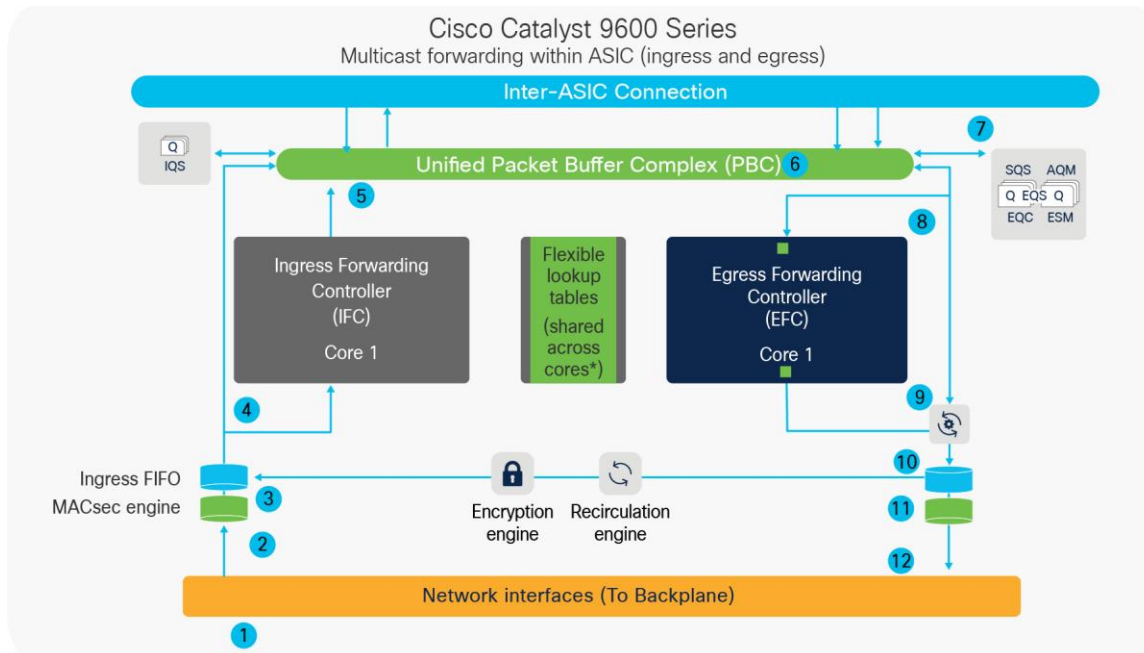 Cisco Catalyst 9600 Series
Multicast forwarding within ASIC (ingress and egress)
Inter-ASIC Connection
7
Q
IQS
Unified Packet Buffer Complex (PBC) 6
SQS AQM
Q EQS Q
EQC ESM
5
8
Ingress Forwarding
Controller
(IFC)
Core 1
Flexible
lookup
tables
(shared
across
cores*)
Egress Forwarding
Controller
(EFC)
Core 1
4
9
10
Ingress FIFO
3
MACsec engine
11
Encryption
engine
Recirculation
engine
2
12
Network interfaces (To Backplane)
1